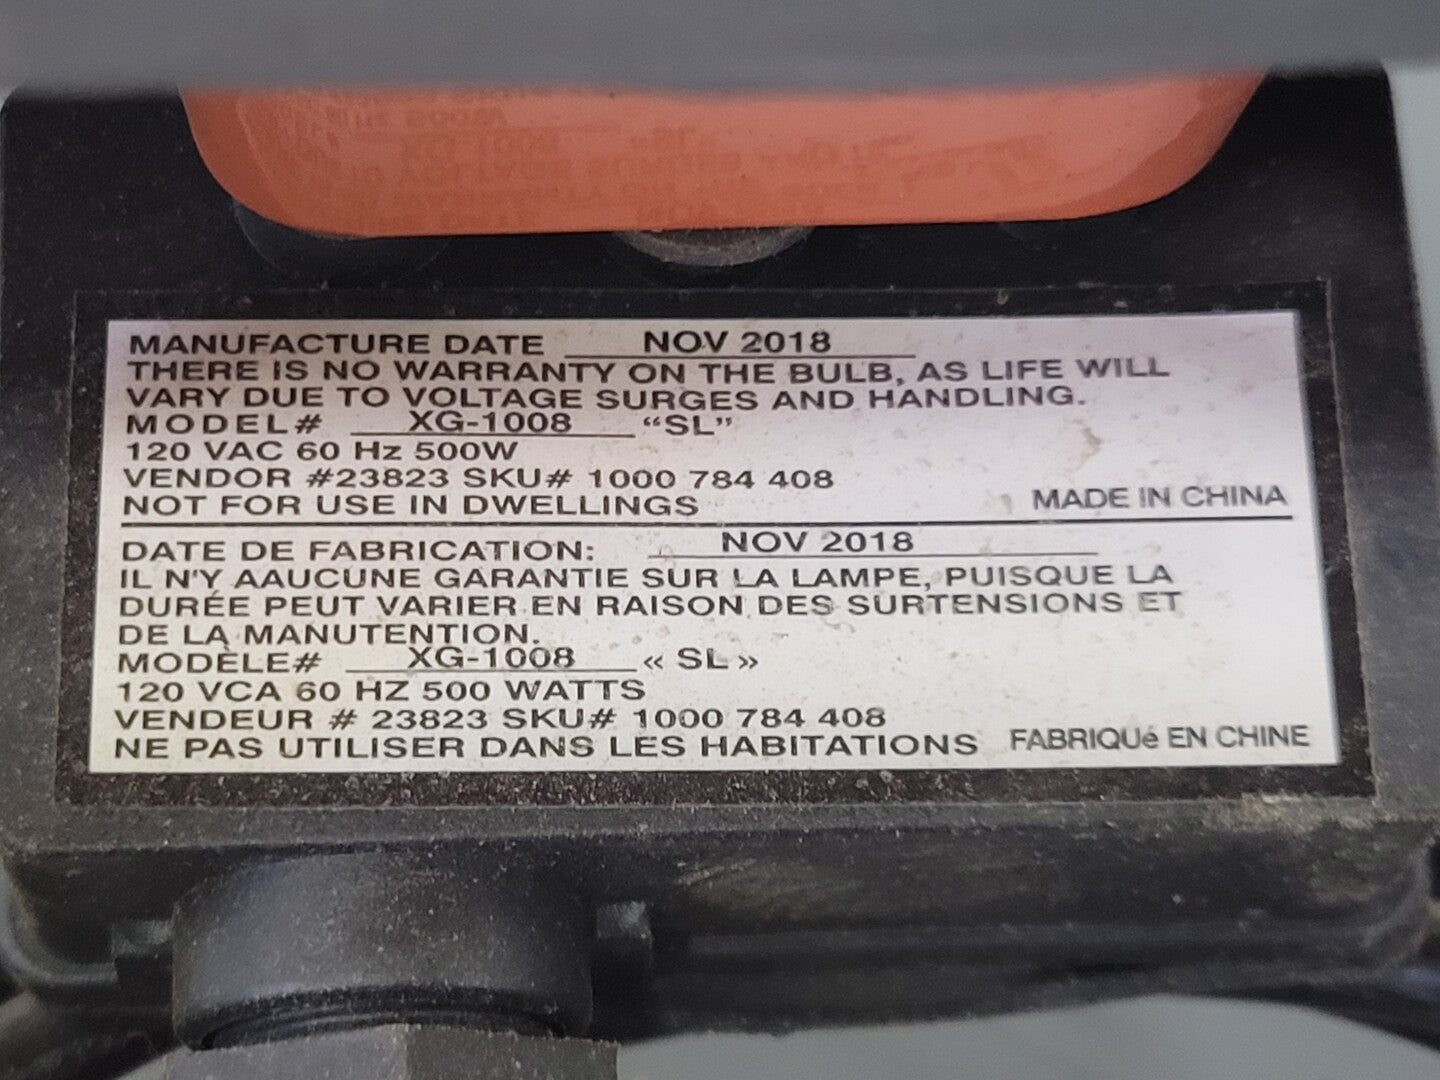 MANUFACTURE DATE NOV 2018
THERE IS NO WARRANTY ON THE BULB, AS LIFE WILL
VARY DUE TO VOLTAGE SURGES AND HANDLING.
MODEL# XG-1008 “SL”
120 VAC 60 Hz 500W
VENDOR #23823 SKU# 1000 784 408
NOT FOR USE IN DWELLINGS MADE IN CHINA
DATE DE FABRICATION: NOV 2018
IL N'Y AAUCUNE GARANTIE SUR LA LAMPE, PUISQUE LA
DURÉE PEUT VARIER EN RAISON DES SURTENSIONS ET
DE LA MANUTENTION.
MODÈLE# XG-1008 « SL »
120 VCA 60 HZ 500 WATTS
VENDEUR # 23823 SKU# 1000 784 408
NE PAS UTILISER DANS LES HABITATIONS FABRIQUé EN CHINE